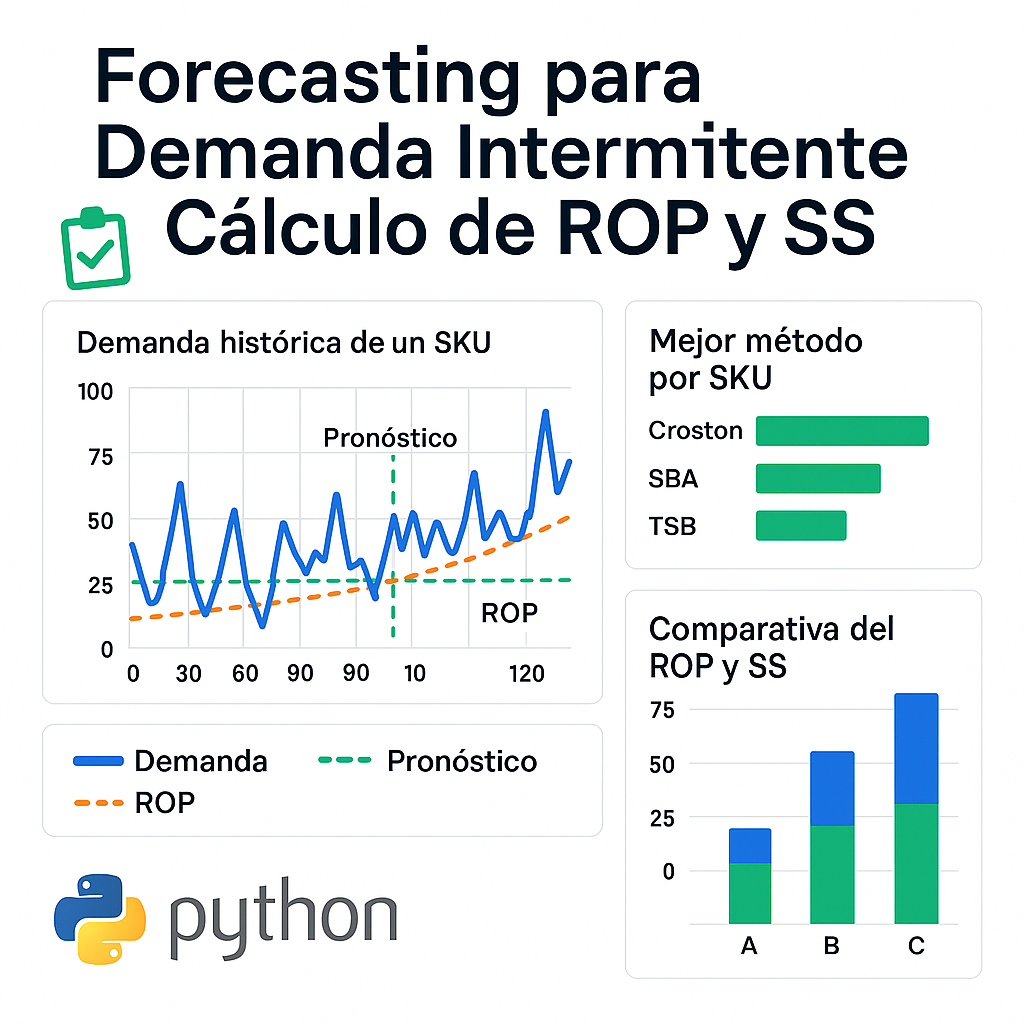 Forecasting para
Demanda Intermitente
Cálculo de ROP y SS
Demanda histórica de un SKU
100
75
50
25
0
Pronóstico
ROP
0 30 60 90 90 10 120
Demanda
Pronóstico
ROP
python
Mejor método
por SKU
Croston
SBA
TSB
Comparativa del
ROP y SS
75
50
25
0
A B C